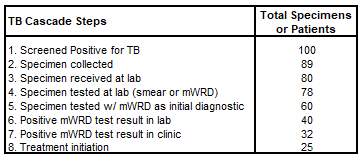 TB Cascade Steps Total Specimens
or Patients
1. Screened Positive for TB 100
2. Specimen collected 89
3. Specimen received at lab 80
4. Specimen tested at lab (smear or mWRD) 78
5. Specimen tested w/ mWRD as initial diagnostic 60
6. Positive mWRD test result in lab 40
7. Positive mWRD test result in clinic 32
8. Treatment initiation 25